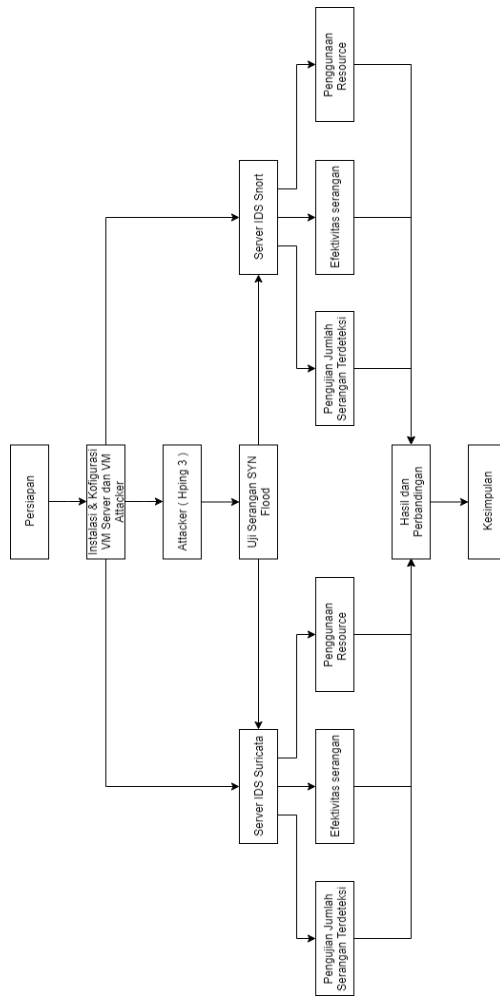 Persiapan
Instalasi & Kofigurasi
VM Server dan VM
Attacker
Attacker ( Hping 3 )
Uji Serangan SYN
Flood
Server IDS Suricata
Server IDS Snort
Pengujian Jumlah
Serangan Terdeteksi
Efektivitas serangan
Penggunaan
Resource
Pengujian Jumlah
Serangan Terdeteksi
Efektivitas serangan
Penggunaan
Resource
Hasil dan
Perbandingan
Kesimpulan